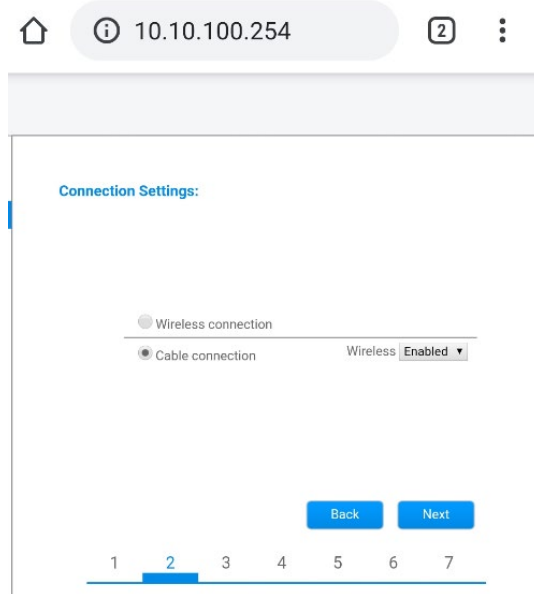 10.10.100.254 2
Connection Settings:
Wireless connection
Cable connection Wireless Enabled
Back Next
1 2 3 4 5 6 7